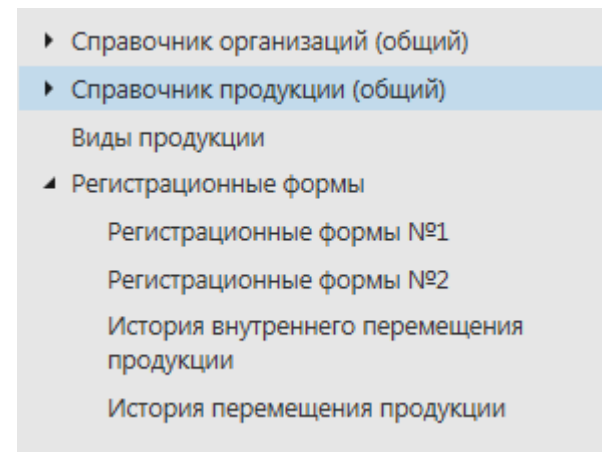 Справочник организаций (общий)
Справочник продукции (общий)
Виды продукции
Регистрационные формы
Регистрационные формы №1
Регистрационные формы №2
История внутреннего перемещения
продукции
История перемещения продукции